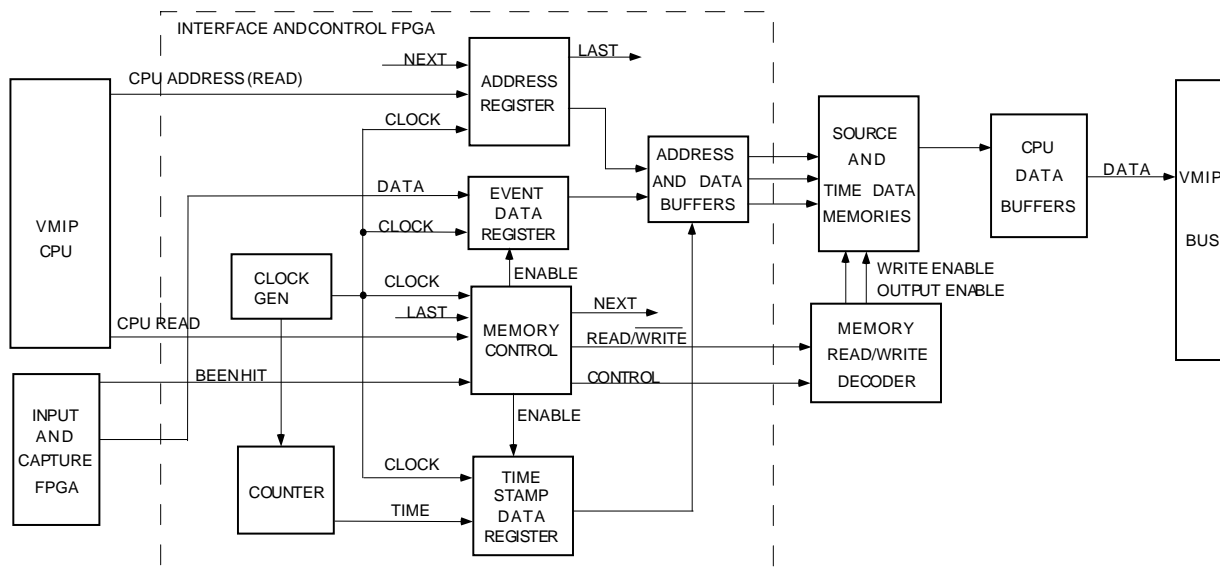 INTERFACE AND CONTROL FPGA
NEXT
LAST
CPU ADDRESS (READ)
ADDRESS
REGISTER
CLOCK
VMIP
CPU
DATA
EVENT
DATA
REGISTER
CLOCK
ADDRESS
AND DATA
BUFFERS
SOURCE
AND
TIME DATA
MEMORIES
CPU
DATA
BUFFERS
DATA
VMIP
BUS
ENABLE
CLOCK
GEN
CLOCK
LAST
CPU READ
MEMORY
CONTROL
NEXT
READ/WRITE
CONTROL
WRITE ENABLE
OUTPUT ENABLE
MEMORY
READ/WRITE
DECODER
BEEN HIT
INPUT
AND
CAPTURE
FPGA
ENABLE
COUNTER
CLOCK
TIME
TIME
STAMP
DATA
REGISTER